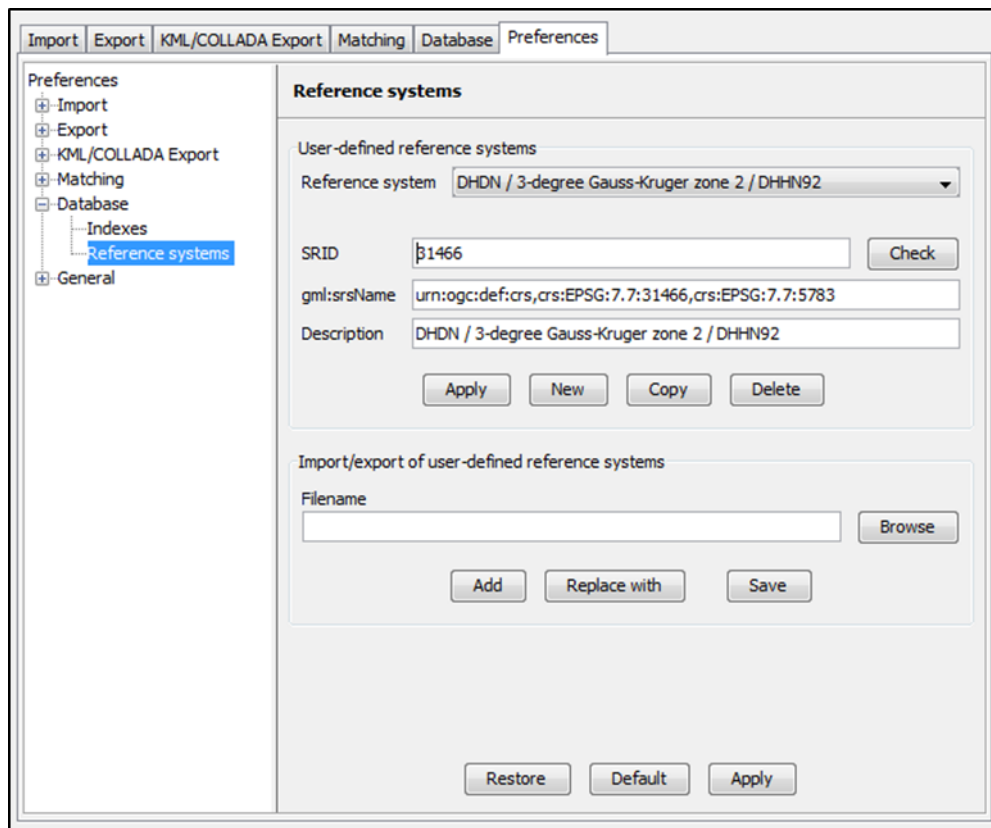 Import Export KML/COLLADA Export Matching Database Preferences
Preferences
Import
Export
KML/COLLADA Export
Matching
Database
Indexes
Reference systems
General
Reference systems
User-defined reference systems
Reference system DHDN / 3-degree Gauss-Kruger zone 2 / DHHN92
SRID 31466 Check
gml:srsName urn:ogc:def:crs,crs:EPSG:7.7:31466,crs:EPSG:7.7:5783
Description DHDN / 3-degree Gauss-Kruger zone 2 / DHHN92
Apply New Copy Delete
Import/export of user-defined reference systems
Filename
Browse
Add Replace with Save
Restore Default Apply